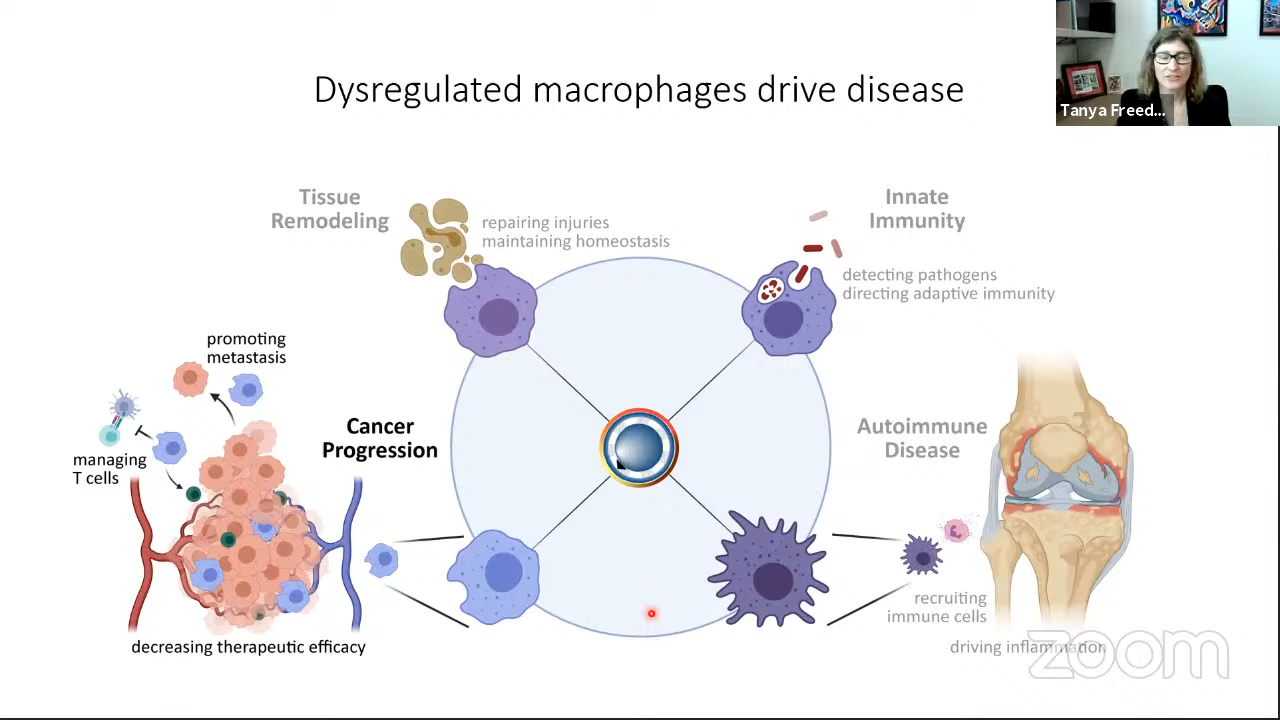 Dysregulated macrophages drive disease
Tanya Freed...
Tissue
Remodeling
repairing injuries
maintaining homeostasis
Innate
Immunity
detecting pathogens
directing adaptive immunity
promoting
metastasis
managing
T cells
Cancer
Progression
decreasing therapeutic efficacy
Autoimmune
Disease
recruiting
immune cells
driving inflammation
zoom